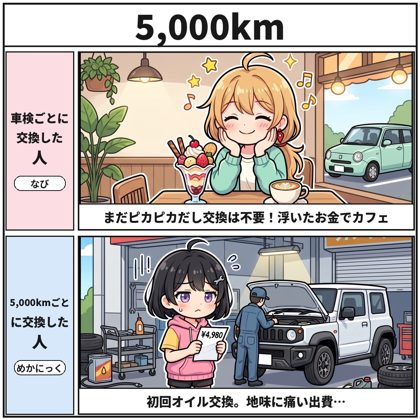 5,000km
車検ごとに
交換した
人
なび
まだピカピカだし交換は不要！浮いたお金でカフェ
5,000kmごと
に交換した
人
めかにっく
¥4,980
初回オイル交換。地味に痛い出費…